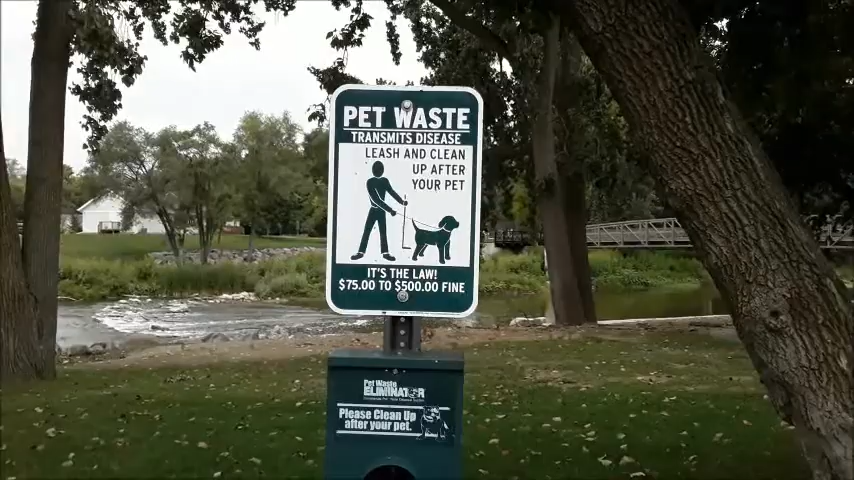 PET WASTE
TRANSMITS DISEASE
LEASH AND CLEAN
UP AFTER
YOUR PET
IT'S THE LAW!
$75.00 TO $500.00 FINE
Pet Waste
ELIMINATOR
Please Clean Up
after your pet.